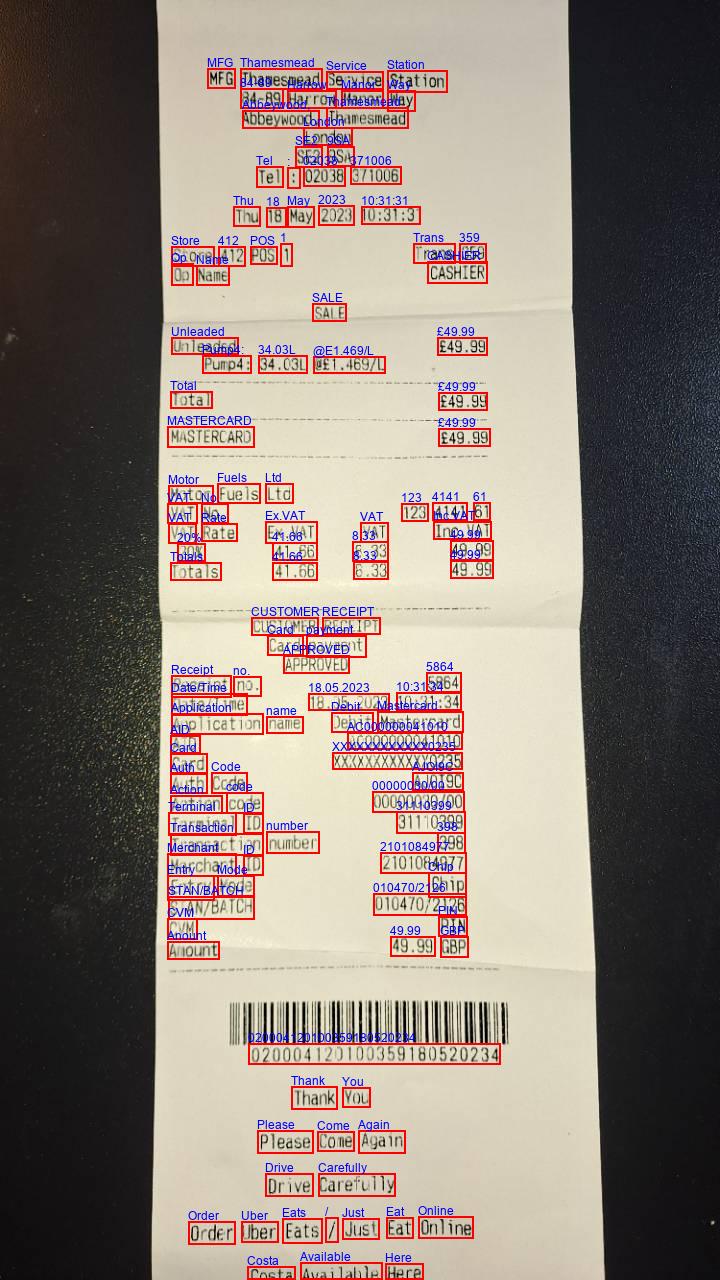 MFG Thamesmead Service Station
84-89 Harrow Manor Way
Abbeywood, Thamesmead
London
SE2 9SA
Tel : 02038 371006
Thu 18 May 2023 10:31:31
Store 412 POS 1 Trans 359
Op Name CASHIER
SALE
Unleaded £49.99
Pump4: 34.03L @£1.469/L
Total £49.99
MASTERCARD £49.99
Motor Fuels Ltd
VAT No. 123 4141 61
VAT Rate Ex.VAT VAT Inc.VAT
20% 41.66 8.33 49.99
Totals 41.66 8.33 49.99
CUSTOMER RECEIPT
Card payment
APPROVED
Receipt no. 5864
Date/Time 18.05.2023 10:31:34
Application name Debit Mastercard
AID AC000000041010
Card XXXXXXXXXXXX0235
Auth Code AJOI9C
Action code 00000030/00
Terminal ID 31110399
Transaction number 398
Merchant ID 2101084977
Entry Mode Chip
STAN/BATCH 010470/2126
CVM PIN
Amount 49.99 GBP
020004120100359180520234
Thank You
Please Come Again
Drive Carefully
Order Uber Eats / Just Eat Online
Costa Available Here